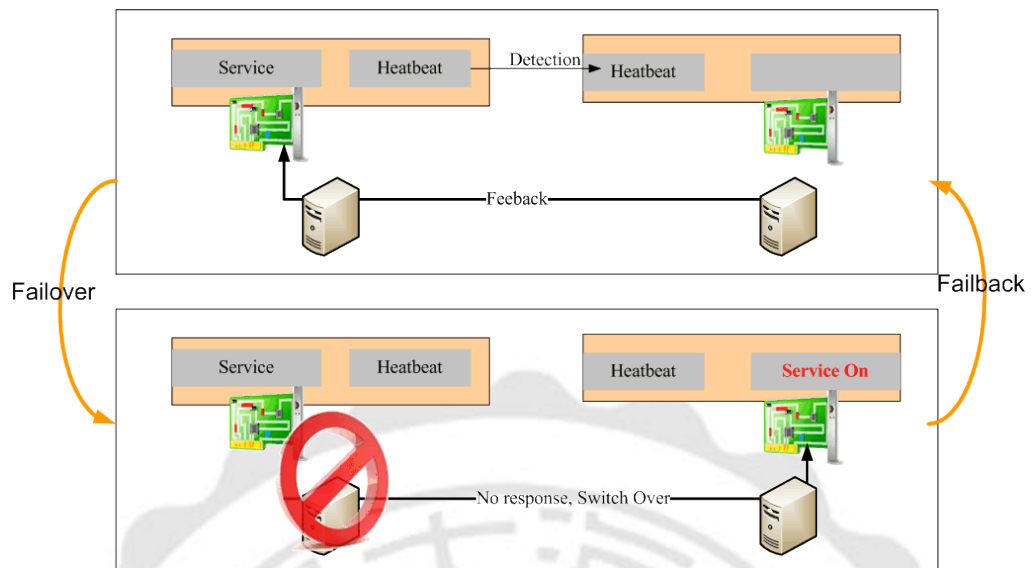 Service
Heatbeat
Detection
Heatbeat
Feeback
Failover
Failback
Service
Heatbeat
Heatbeat
Service On
No response, Switch Over